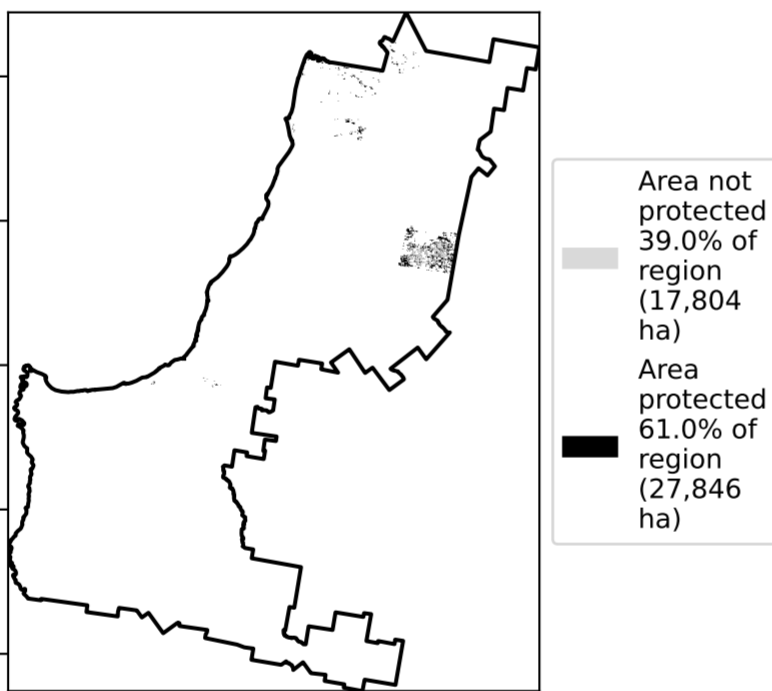 Area not
protected
39.0% of
region
(17,804
ha)
Area
protected
61.0% of
region
(27,846
ha)